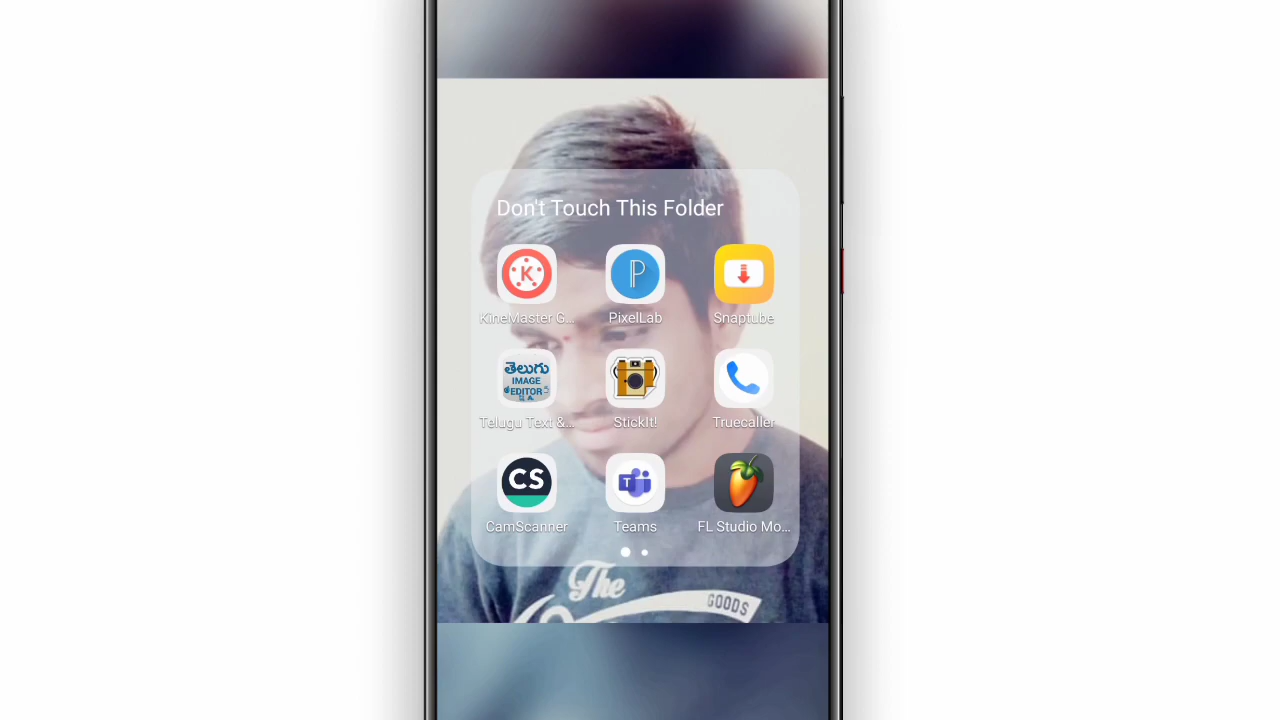 Don't Touch This Folder
K
P
KineMaster G...
PixelLab
Snaptube
తెలుగు
IMAGE
EDITOR
Telugu Text &...
StickIt!
Truecaller
CS
T
CamScanner
Teams
FL Studio Mo...
The
GOODS